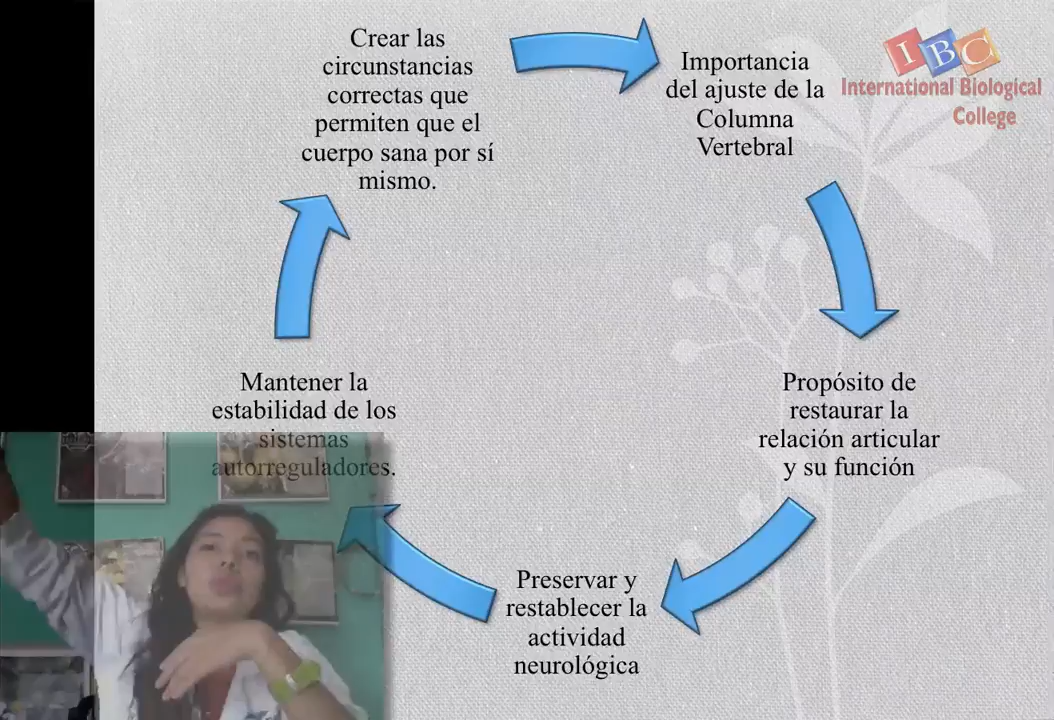 Crear las
circunstancias
correctas que
permiten que el
cuerpo sana por sí
mismo.
Importancia
del ajuste de la
Columna
Vertebral
IBC
International Biological
College
Propósito de
restaurar la
relación articular
y su función
Preservar y
restablecer la
actividad
neurológica
Mantener la
estabilidad de los
sistemas
autorreguladores.